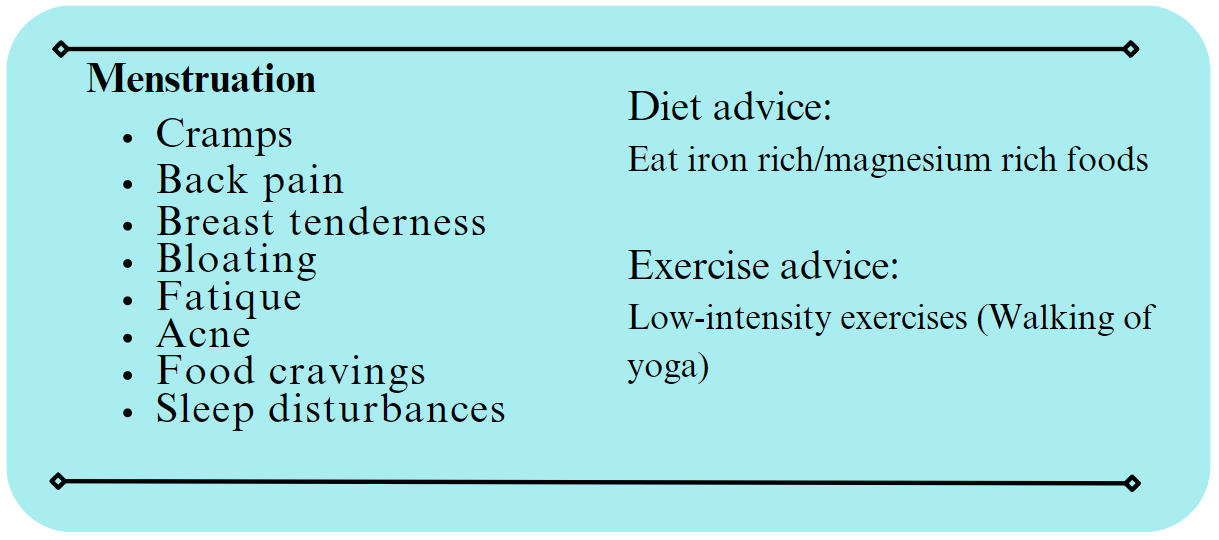 Menstruation
Cramps
Back pain
Breast tenderness
Bloating
Fatique
Acne
Food cravings
Sleep disturbances
Diet advice:
Eat iron rich/magnesium rich foods
Exercise advice:
Low-intensity exercises (Walking of
yoga)